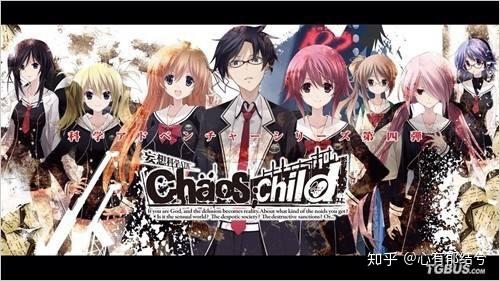 科学アドベンチャーシリーズ第四弾
妄想科学ADV
Chäos;child
If you are God, and the delusion becomes reality. About what kind of the noids you get?
Is it the sensual world? The despotic society? The destructive sanctions? Or...
知乎 @心有郁结兮
TGBUS.com